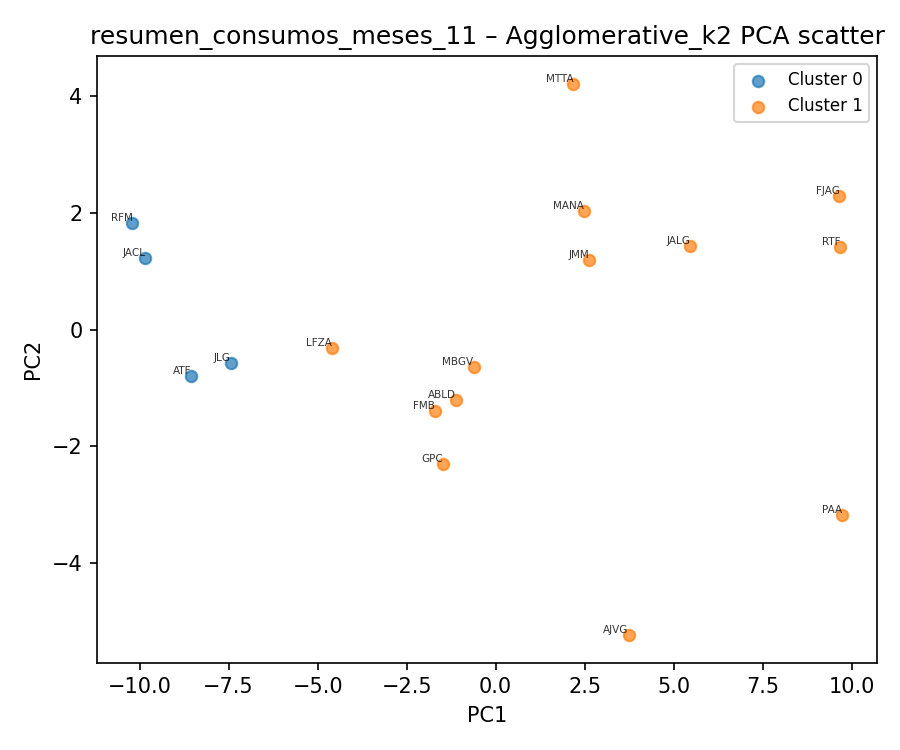 resumen_consumos_meses_11 – Agglomerative_k2 PCA scatter
Cluster 0
Cluster 1
MTTA
FJAG
MANA
RFM
RTF
JALG
JACL
JMM
LFZA
JLG
MBGV
ATF
ABLD
FMB
GPC
PAA
AJVG
4
2
0
−2
−4
PC2
−10.0
−7.5
−5.0
−2.5
0.0
2.5
5.0
7.5
10.0
PC1